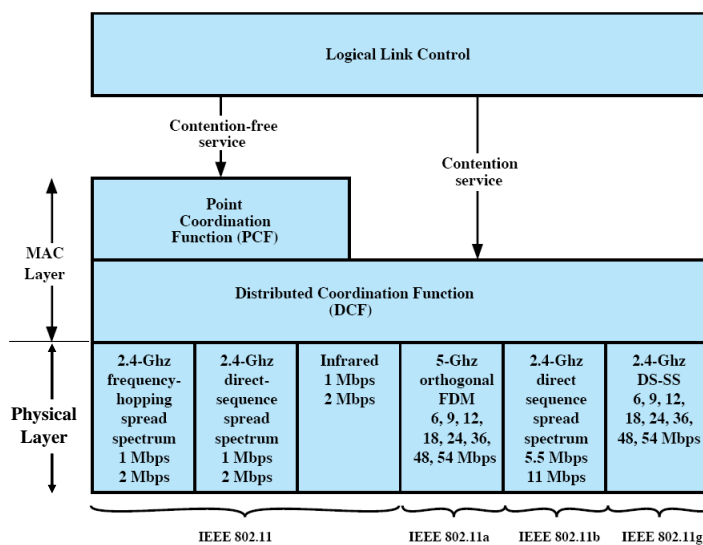 Logical Link Control
Contention-free
service
Contention
service
Point
Coordination
Function (PCF)
MAC
Layer
Distributed Coordination Function
(DCF)
Physical
Layer
2.4-Ghz
frequency-
hopping
spread
spectrum
1 Mbps
2 Mbps
2.4-Ghz
direct-
sequence
spread
spectrum
1 Mbps
2 Mbps
Infrared
1 Mbps
2 Mbps
5-Ghz
orthogonal
FDM
6, 9, 12,
18, 24, 36,
48, 54 Mbps
2.4-Ghz
direct
sequence
spread
spectrum
5.5 Mbps
11 Mbps
2.4-Ghz
DS-SS
6, 9, 12,
18, 24, 36,
48, 54 Mbps
IEEE 802.11
IEEE 802.11a
IEEE 802.11b
IEEE 802.11g